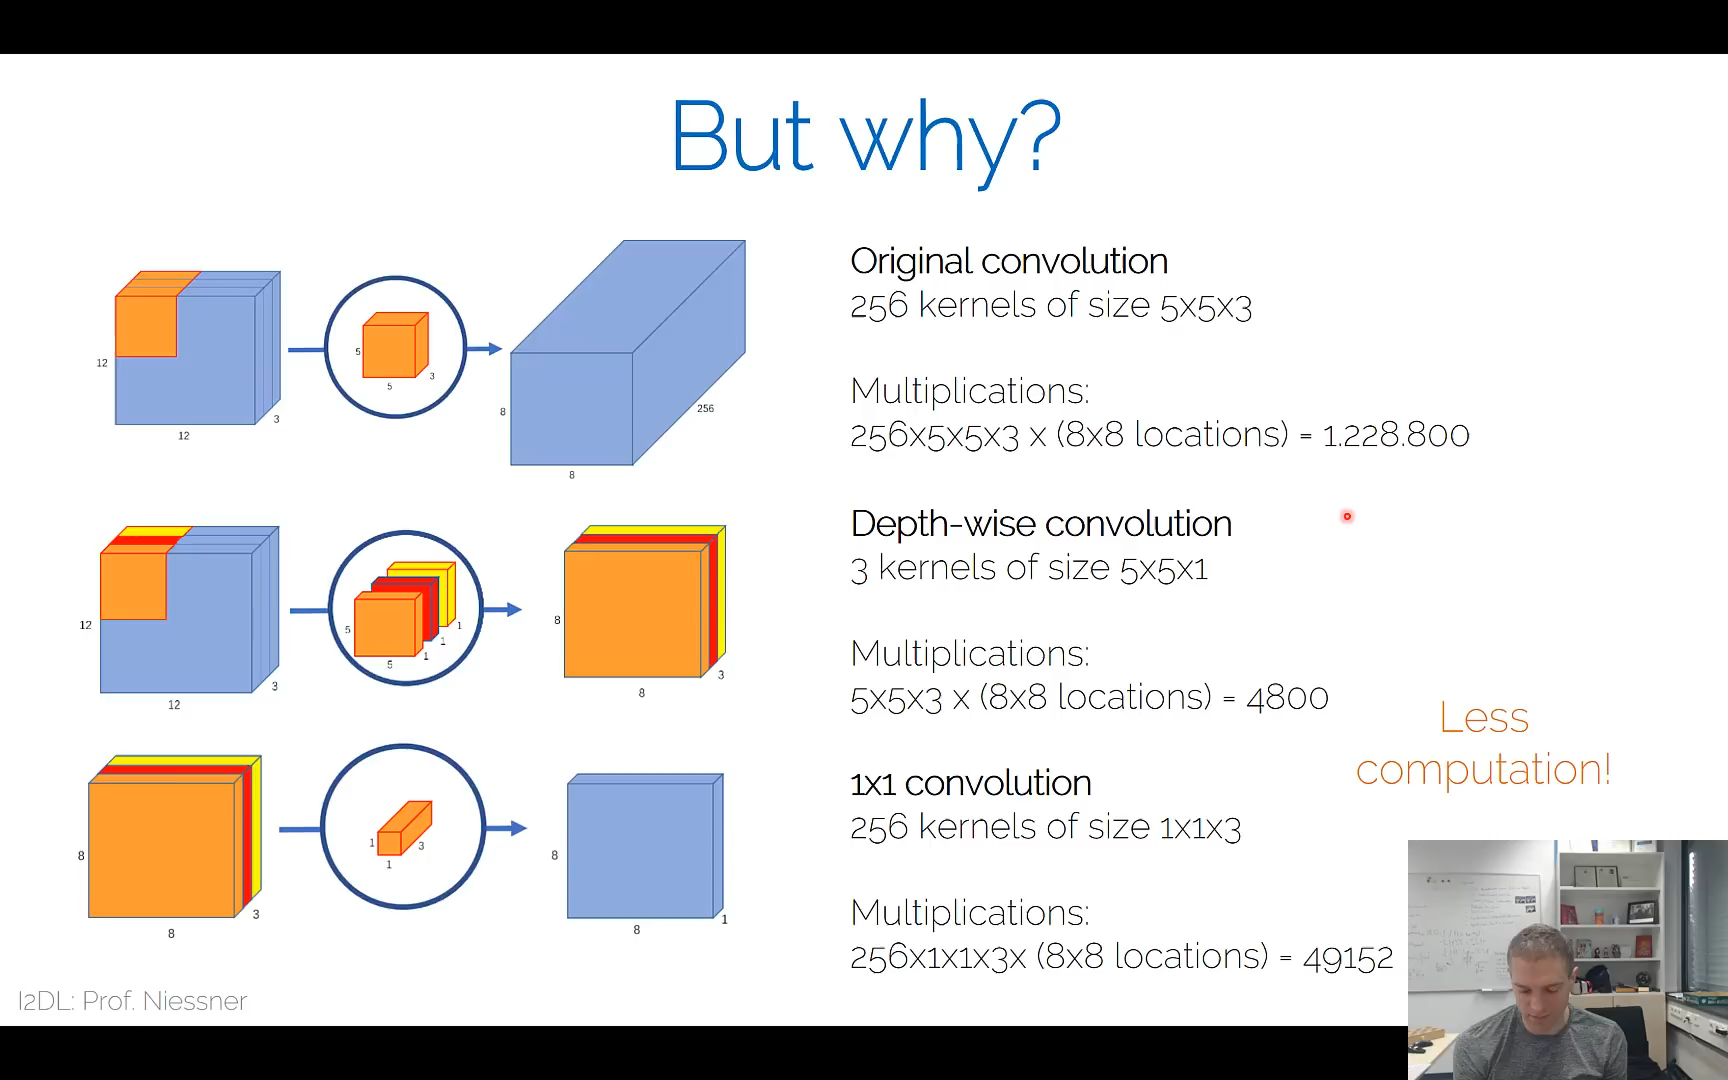 But why?
12
12
3
5
5
3
8
8
256
Original convolution
256 kernels of size 5x5x3
Multiplications:
256x5x5x3 x (8x8 locations) = 1.228.800
12
12
3
5
5
1
1
1
8
8
3
Depth-wise convolution
3 kernels of size 5x5x1
Multiplications:
5x5x3 x (8x8 locations) = 4800
Less
computation!
8
8
3
1
1
3
8
8
1
1x1 convolution
256 kernels of size 1x1x3
Multiplications:
256x1x1x3x (8x8 locations) = 49152
I2DL: Prof. Niessner